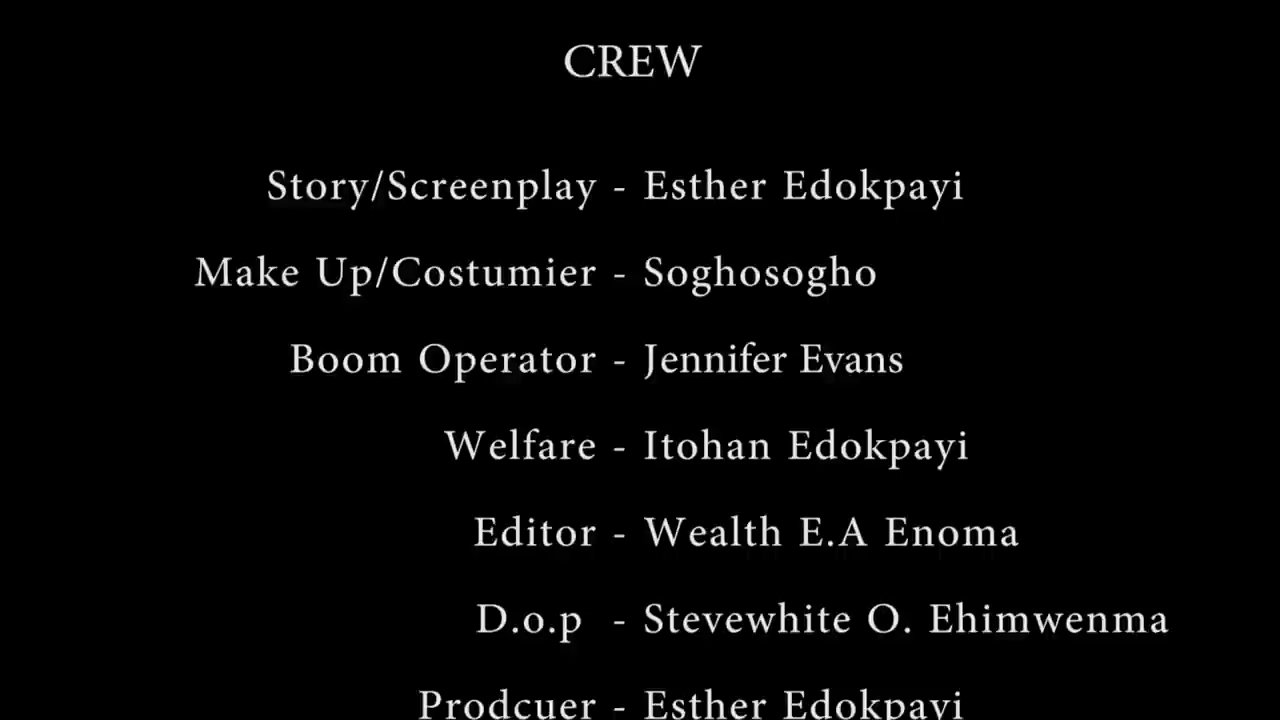 CREW
Story/Screenplay - Esther Edokpayi
Make Up/Costumier - Soghosogho
Boom Operator - Jennifer Evans
Welfare - Itohan Edokpayi
Editor - Wealth E.A Enoma
D.o.p - Stevewhite O. Ehimwenma
Prodcuer - Esther Edokpayi